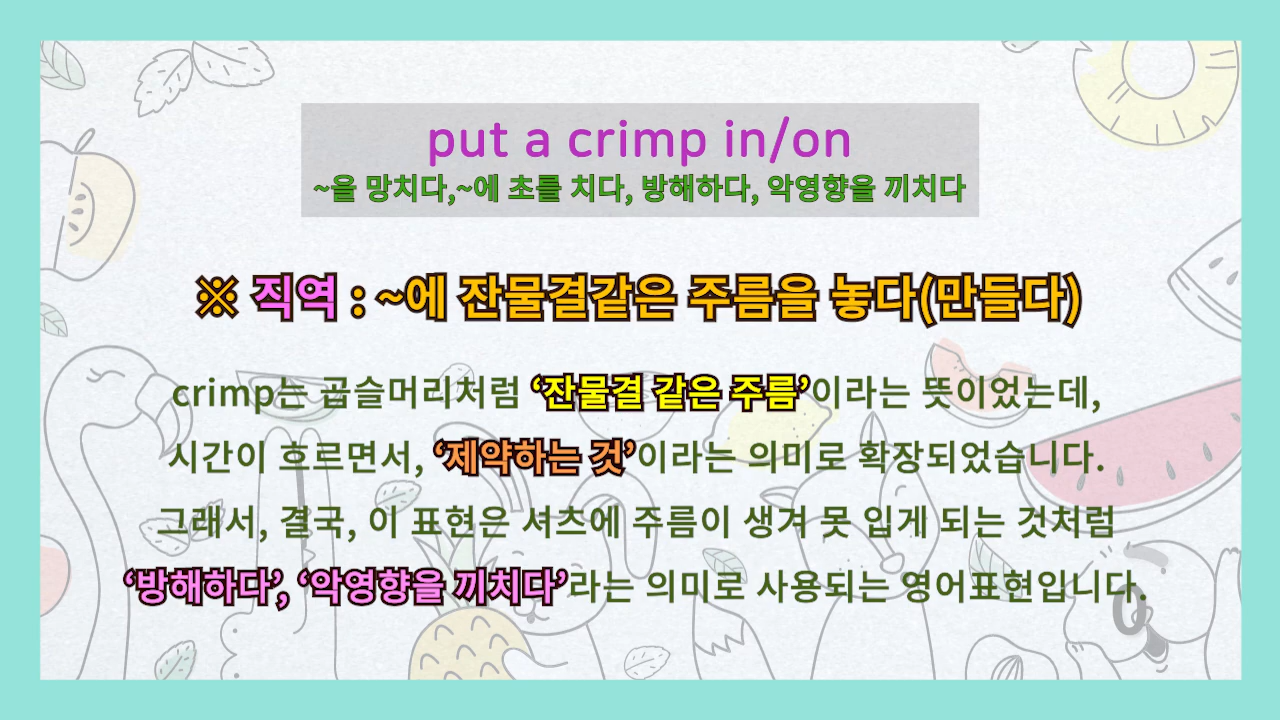 put a crimp in/on
~을 망치다,~에 초를 치다, 방해하다, 악영향을 끼치다
※ 직역 : ~에 잔물결같은 주름을 놓다(만들다)
crimp는 곱슬머리처럼 ‘잔물결 같은 주름’이라는 뜻이었는데,
시간이 흐르면서, ‘제약하는 것’이라는 의미로 확장되었습니다.
그래서, 결국, 이 표현은 셔츠에 주름이 생겨 못 입게 되는 것처럼
‘방해하다’, ‘악영향을 끼치다’라는 의미로 사용되는 영어표현입니다.